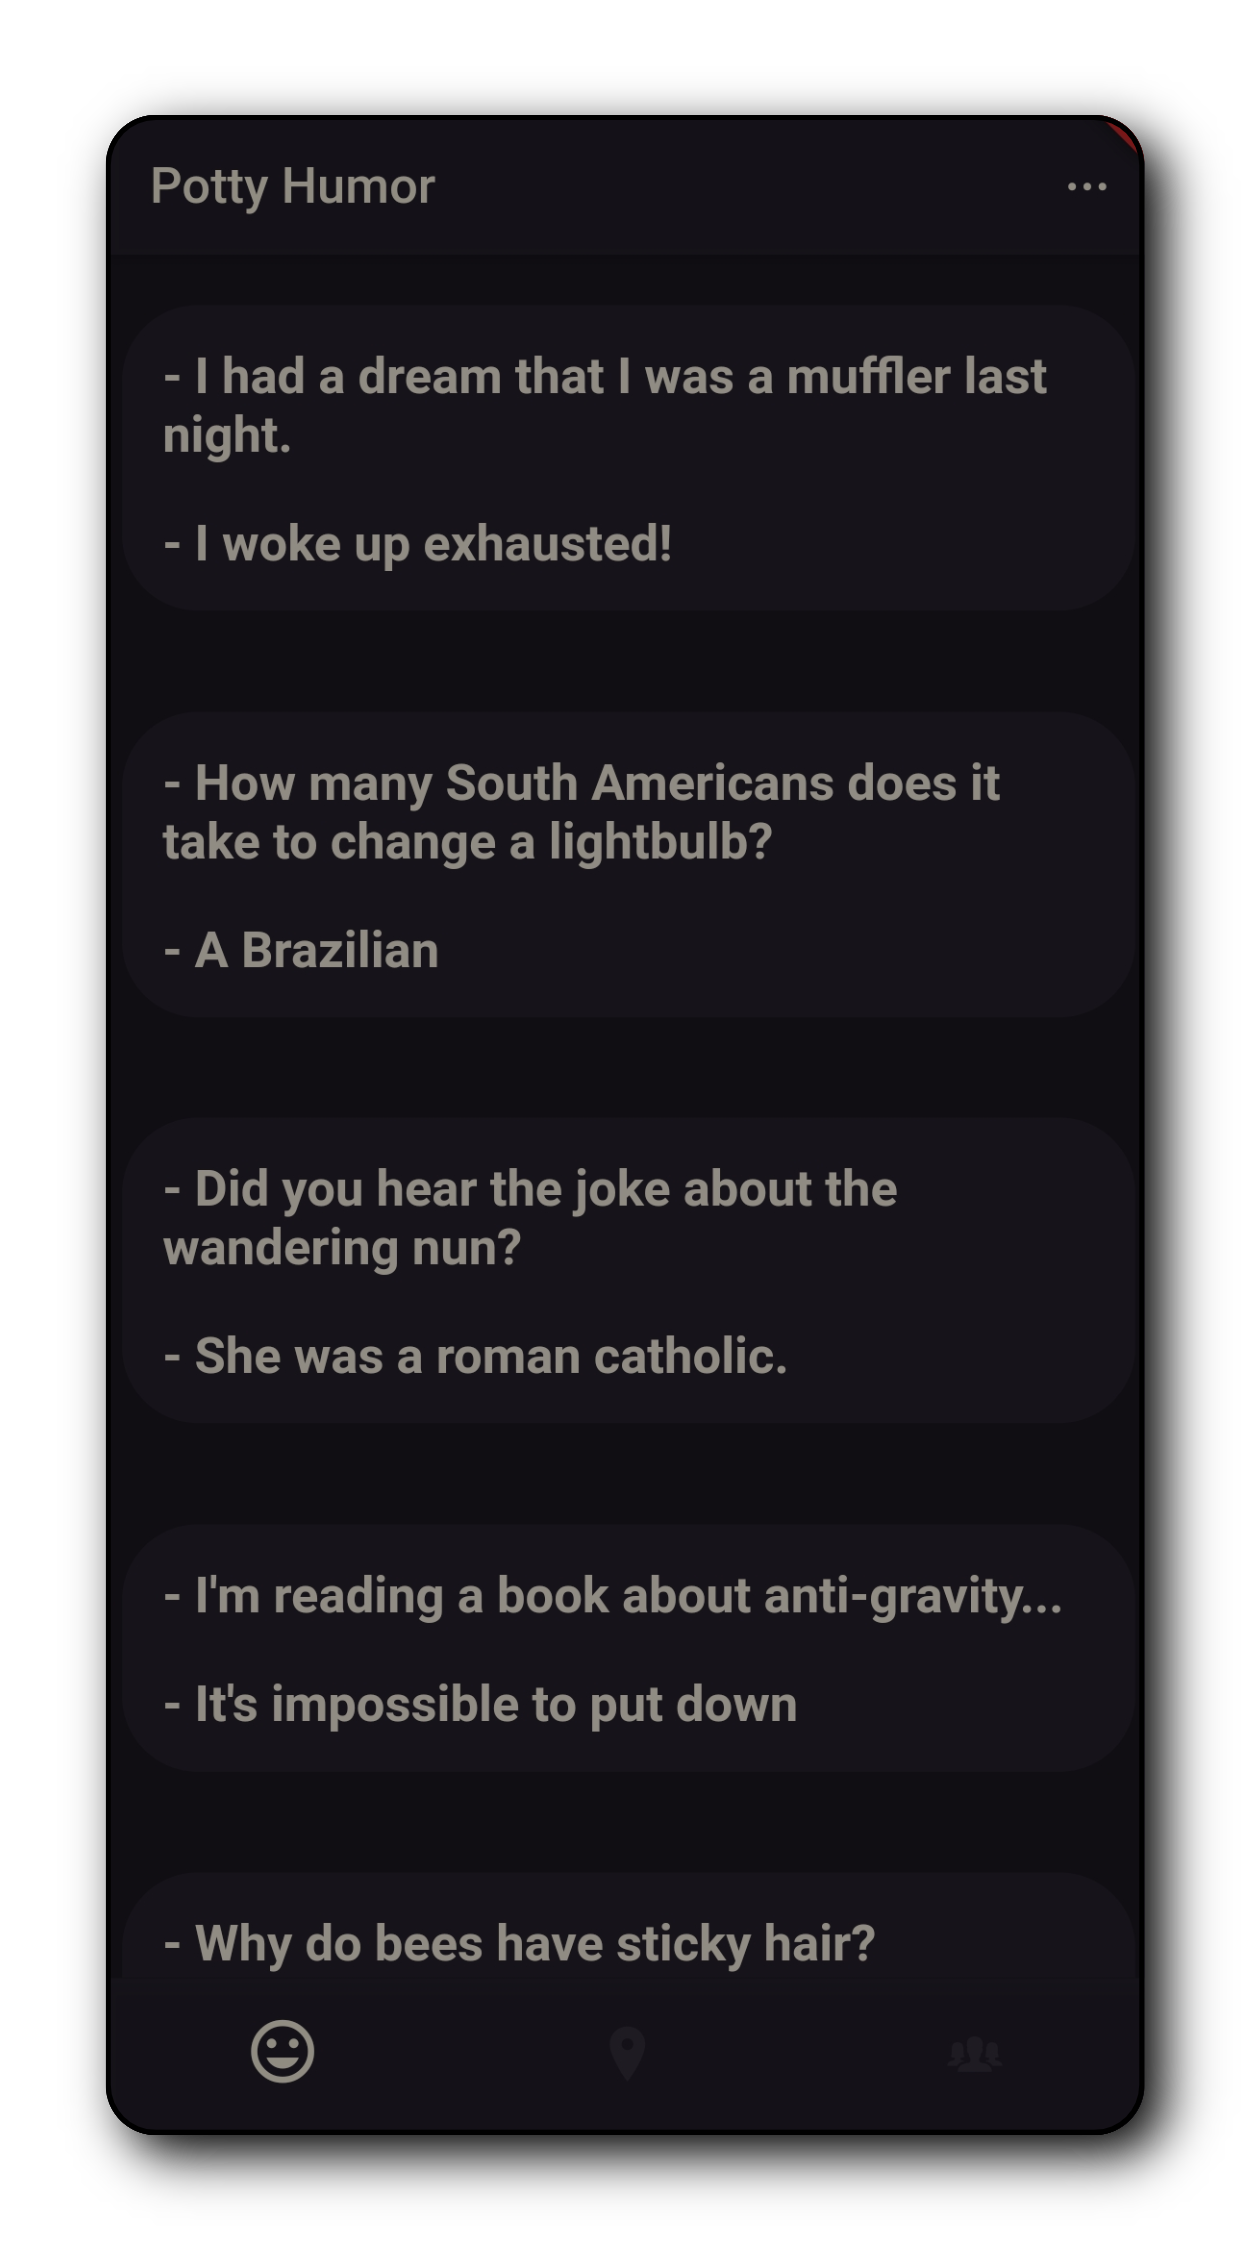 Potty Humor
- I had a dream that I was a muffler last
night.
- I woke up exhausted!
- How many South Americans does it
take to change a lightbulb?
- A Brazilian
- Did you hear the joke about the
wandering nun?
- She was a roman catholic.
- I'm reading a book about anti-gravity...
- It's impossible to put down
- Why do bees have sticky hair?